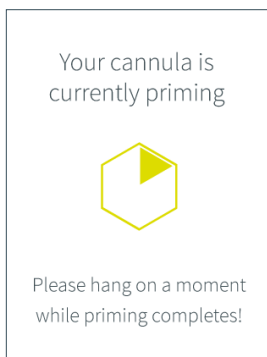 Your cannula is
currently priming
Please hang on a moment
while priming completes!